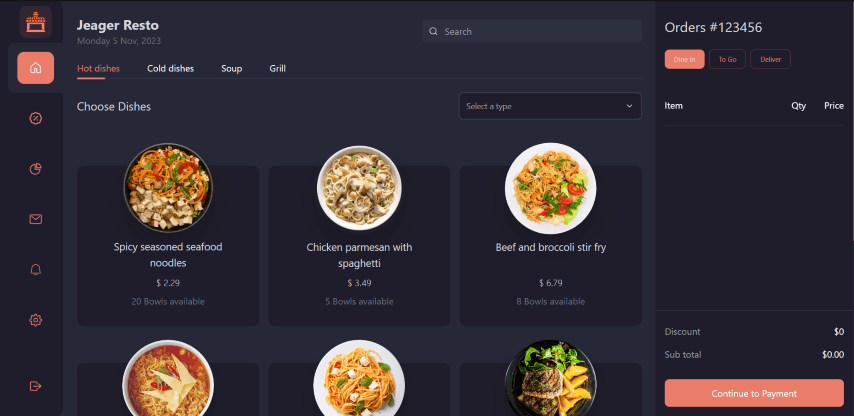 Jeager Resto
Monday 5 Nov, 2023
Search
Hot dishes
Cold dishes
Soup
Grill
Choose Dishes
Select a type
Spicy seasoned seafood
noodles
$ 2.29
20 Bowls available
Chicken parmesan with
spaghetti
$ 3.49
5 Bowls available
Beef and broccoli stir fry
$ 6.79
8 Bowls available
Orders #123456
Dine in
To Go
Deliver
Item
Qty
Price
Discount
$0
Sub total
$0.00
Continue to Payment